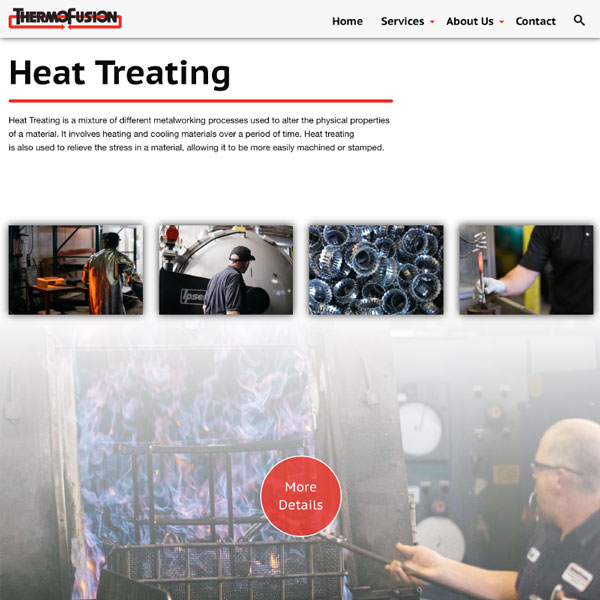 THERMOFUSION
Home Services About Us Contact
Heat Treating
Heat Treating is a mixture of different metalworking processes used to alter the physical properties
of a material. It involves heating and cooling materials over a period of time. Heat treating
is also used to relieve the stress in a material, allowing it to be more easily machined or stamped.
Ipsen
More
Details